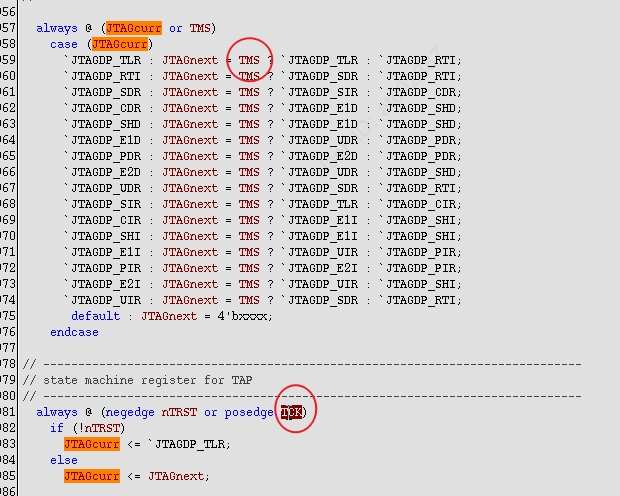 956
957 always @ (JTAGcurr or TMS)
958 case (JTAGcurr)
959 `JTAGDP_TLR : JTAGnext = TMS ? `JTAGDP_TLR : `JTAGDP_RTI;
960 `JTAGDP_RTI : JTAGnext = TMS ? `JTAGDP_SDR : `JTAGDP_RTI;
961 `JTAGDP_SDR : JTAGnext = TMS ? `JTAGDP_SIR : `JTAGDP_CDR;
962 `JTAGDP_CDR : JTAGnext = TMS ? `JTAGDP_E1D : `JTAGDP_SHD;
963 `JTAGDP_SHD : JTAGnext = TMS ? `JTAGDP_E1D : `JTAGDP_SHD;
964 `JTAGDP_E1D : JTAGnext = TMS ? `JTAGDP_UDR : `JTAGDP_PDR;
965 `JTAGDP_PDR : JTAGnext = TMS ? `JTAGDP_E2D : `JTAGDP_PDR;
966 `JTAGDP_E2D : JTAGnext = TMS ? `JTAGDP_UDR : `JTAGDP_SHD;
967 `JTAGDP_UDR : JTAGnext = TMS ? `JTAGDP_SDR : `JTAGDP_RTI;
968 `JTAGDP_SIR : JTAGnext = TMS ? `JTAGDP_TLR : `JTAGDP_CIR;
969 `JTAGDP_CIR : JTAGnext = TMS ? `JTAGDP_E1I : `JTAGDP_SHI;
970 `JTAGDP_SHI : JTAGnext = TMS ? `JTAGDP_E1I : `JTAGDP_SHI;
971 `JTAGDP_E1I : JTAGnext = TMS ? `JTAGDP_UIR : `JTAGDP_PIR;
972 `JTAGDP_PIR : JTAGnext = TMS ? `JTAGDP_E2I : `JTAGDP_PIR;
973 `JTAGDP_E2I : JTAGnext = TMS ? `JTAGDP_UIR : `JTAGDP_SHI;
974 `JTAGDP_UIR : JTAGnext = TMS ? `JTAGDP_SDR : `JTAGDP_RTI;
975 default : JTAGnext = 4'bxxxx;
976 endcase
977
978 // ---------------------------------------------------------------------
979 // state machine register for TAP
980 // ---------------------------------------------------------------------
981 always @ (negedge nTRST or posedge TCK)
982 if (!nTRST)
983 JTAGcurr <= `JTAGDP_TLR;
984 else
985 JTAGcurr <= JTAGnext;
986